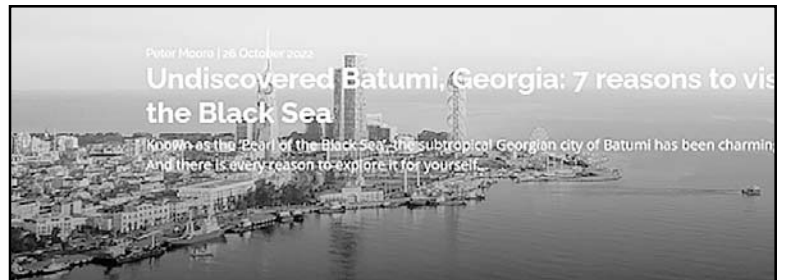 Peter Moore | 26 October 2022
Undiscovered Batumi, Georgia: 7 reasons to vis
the Black Sea
Known as the 'Pearl of the Black Sea', the subtropical Georgian city of Batumi has been charmin
And there is every reason to explore it for yourself...